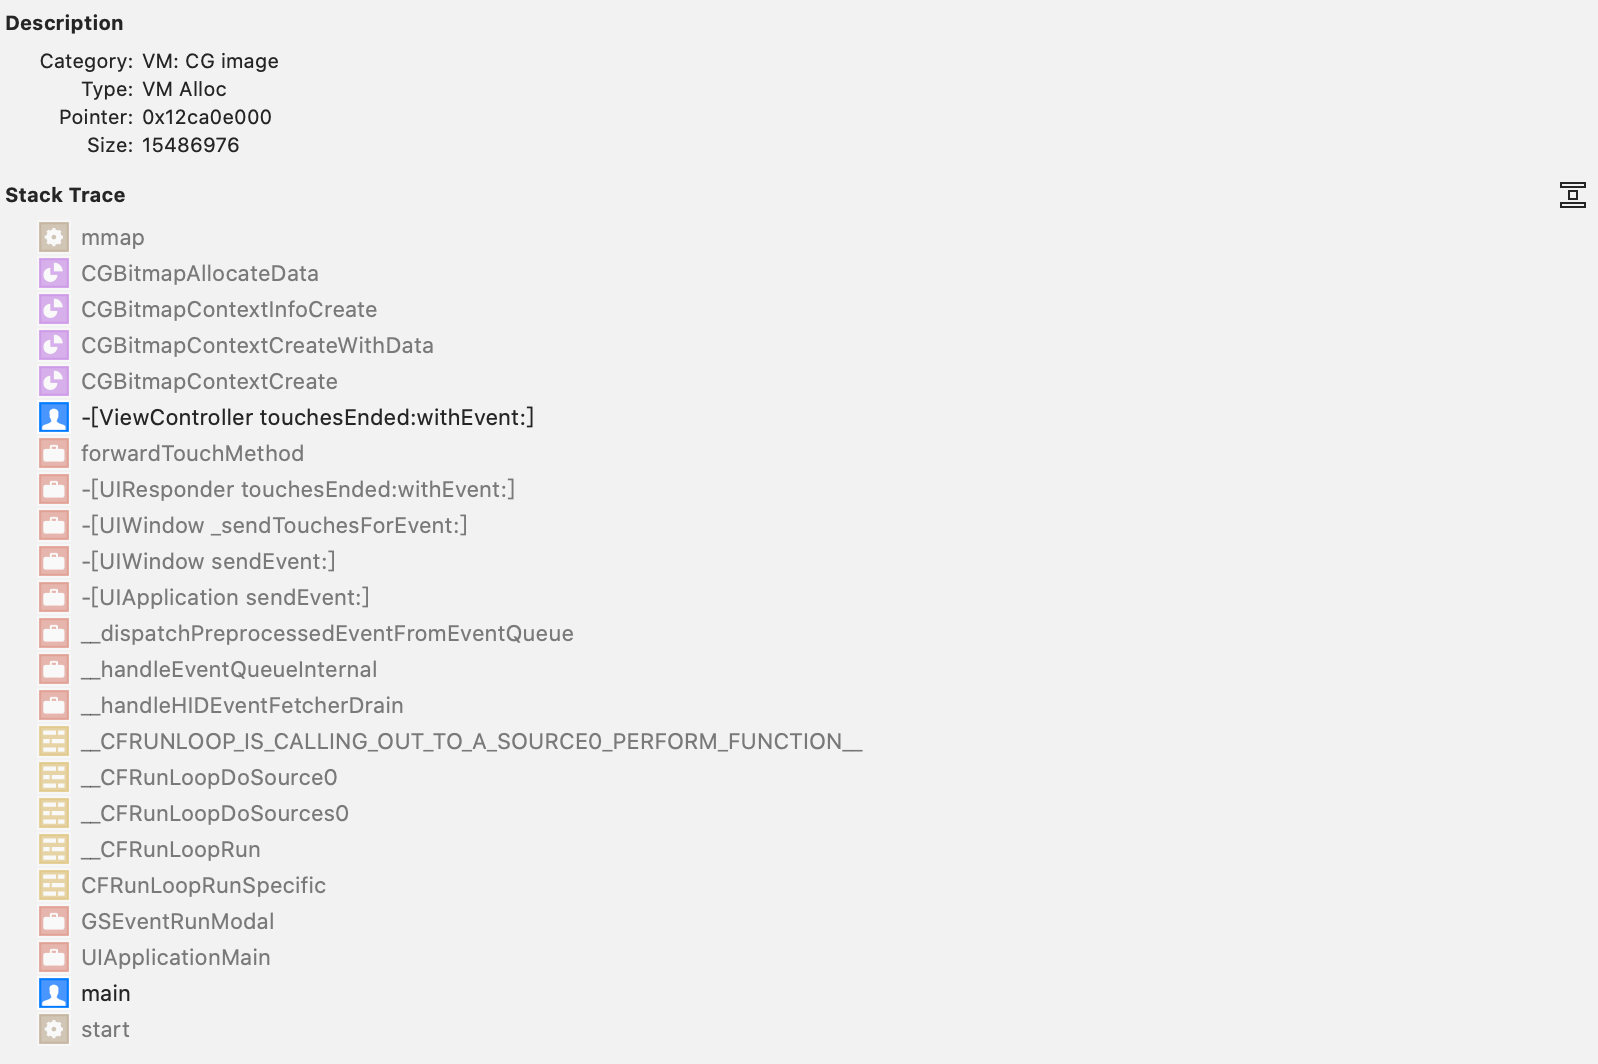 Description
Category: VM: CG image
Type: VM Alloc
Pointer: 0x12ca0e000
Size: 15486976
Stack Trace
mmap
CGBitmapAllocateData
CGBitmapContextInfoCreate
CGBitmapContextCreateWithData
CGBitmapContextCreate
-[ViewController touchesEnded:withEvent:]
forwardTouchMethod
-[UIResponder touchesEnded:withEvent:]
-[UIWindow _sendTouchesForEvent:]
-[UIWindow sendEvent:]
-[UIApplication sendEvent:]
__dispatchPreprocessedEventFromEventQueue
__handleEventQueueInternal
__handleHIDEventFetcherDrain
__CFRUNLOOP_IS_CALLING_OUT_TO_A_SOURCE0_PERFORM_FUNCTION__
__CFRunLoopDoSource0
__CFRunLoopDoSources0
__CFRunLoopRun
CFRunLoopRunSpecific
GSEventRunModal
UIApplicationMain
main
start